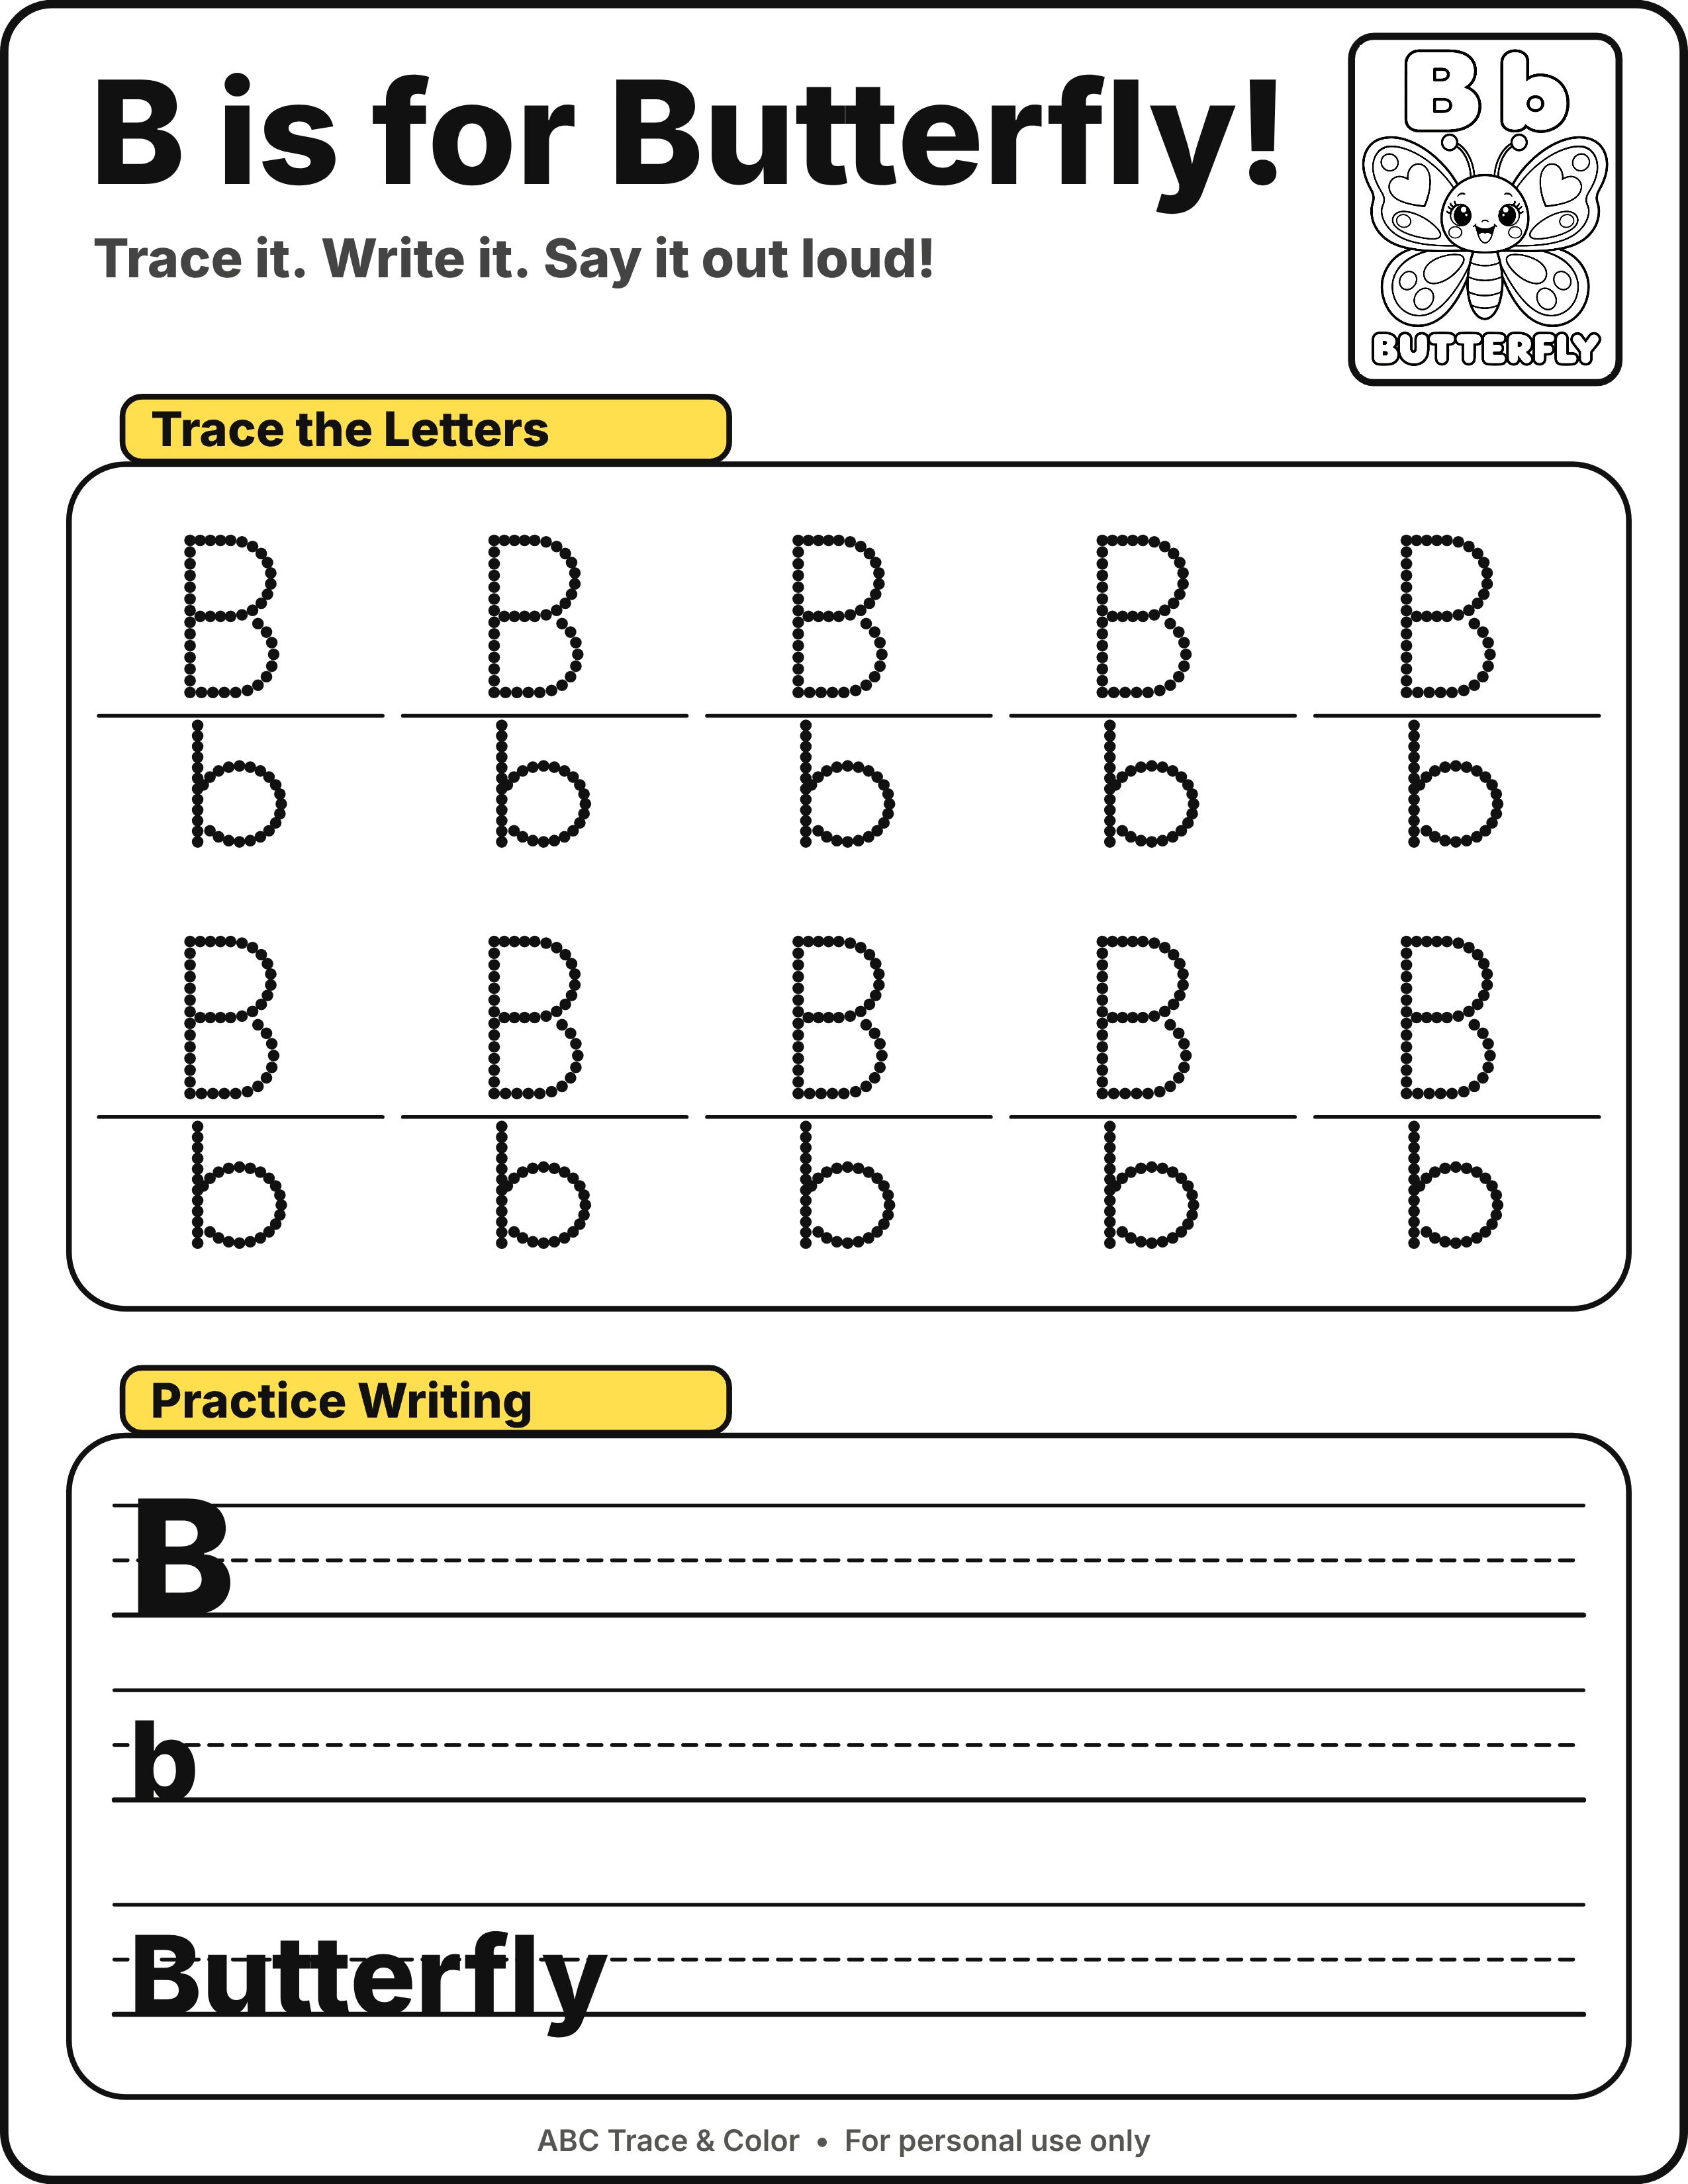 B is for Butterfly!
B b
BUTTERFLY
Trace it. Write it. Say it out loud!
Trace the Letters
B B B B B
b b b b b
B B B B B
b b b b b
Practice Writing
B
b
Butterfly
ABC Trace & Color • For personal use only